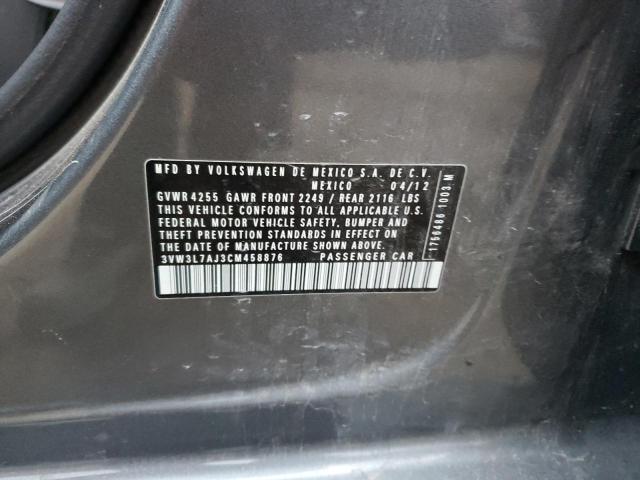 MFD BY VOLKSWAGEN DE MEXICO S.A. DE C.V.
MEXICO 04/12
GVWR 4255 GAWR FRONT 2249 / REAR 2116 LBS
THIS VEHICLE CONFORMS TO ALL APPLICABLE U.S.
FEDERAL MOTOR VEHICLE SAFETY, BUMPER AND
THEFT PREVENTION STANDARDS IN EFFECT ON
THE DATE OF MANUFACTURE SHOWN ABOVE.
3VW3L7AJ3CM458876 PASSENGER CAR
1756486 1003 M